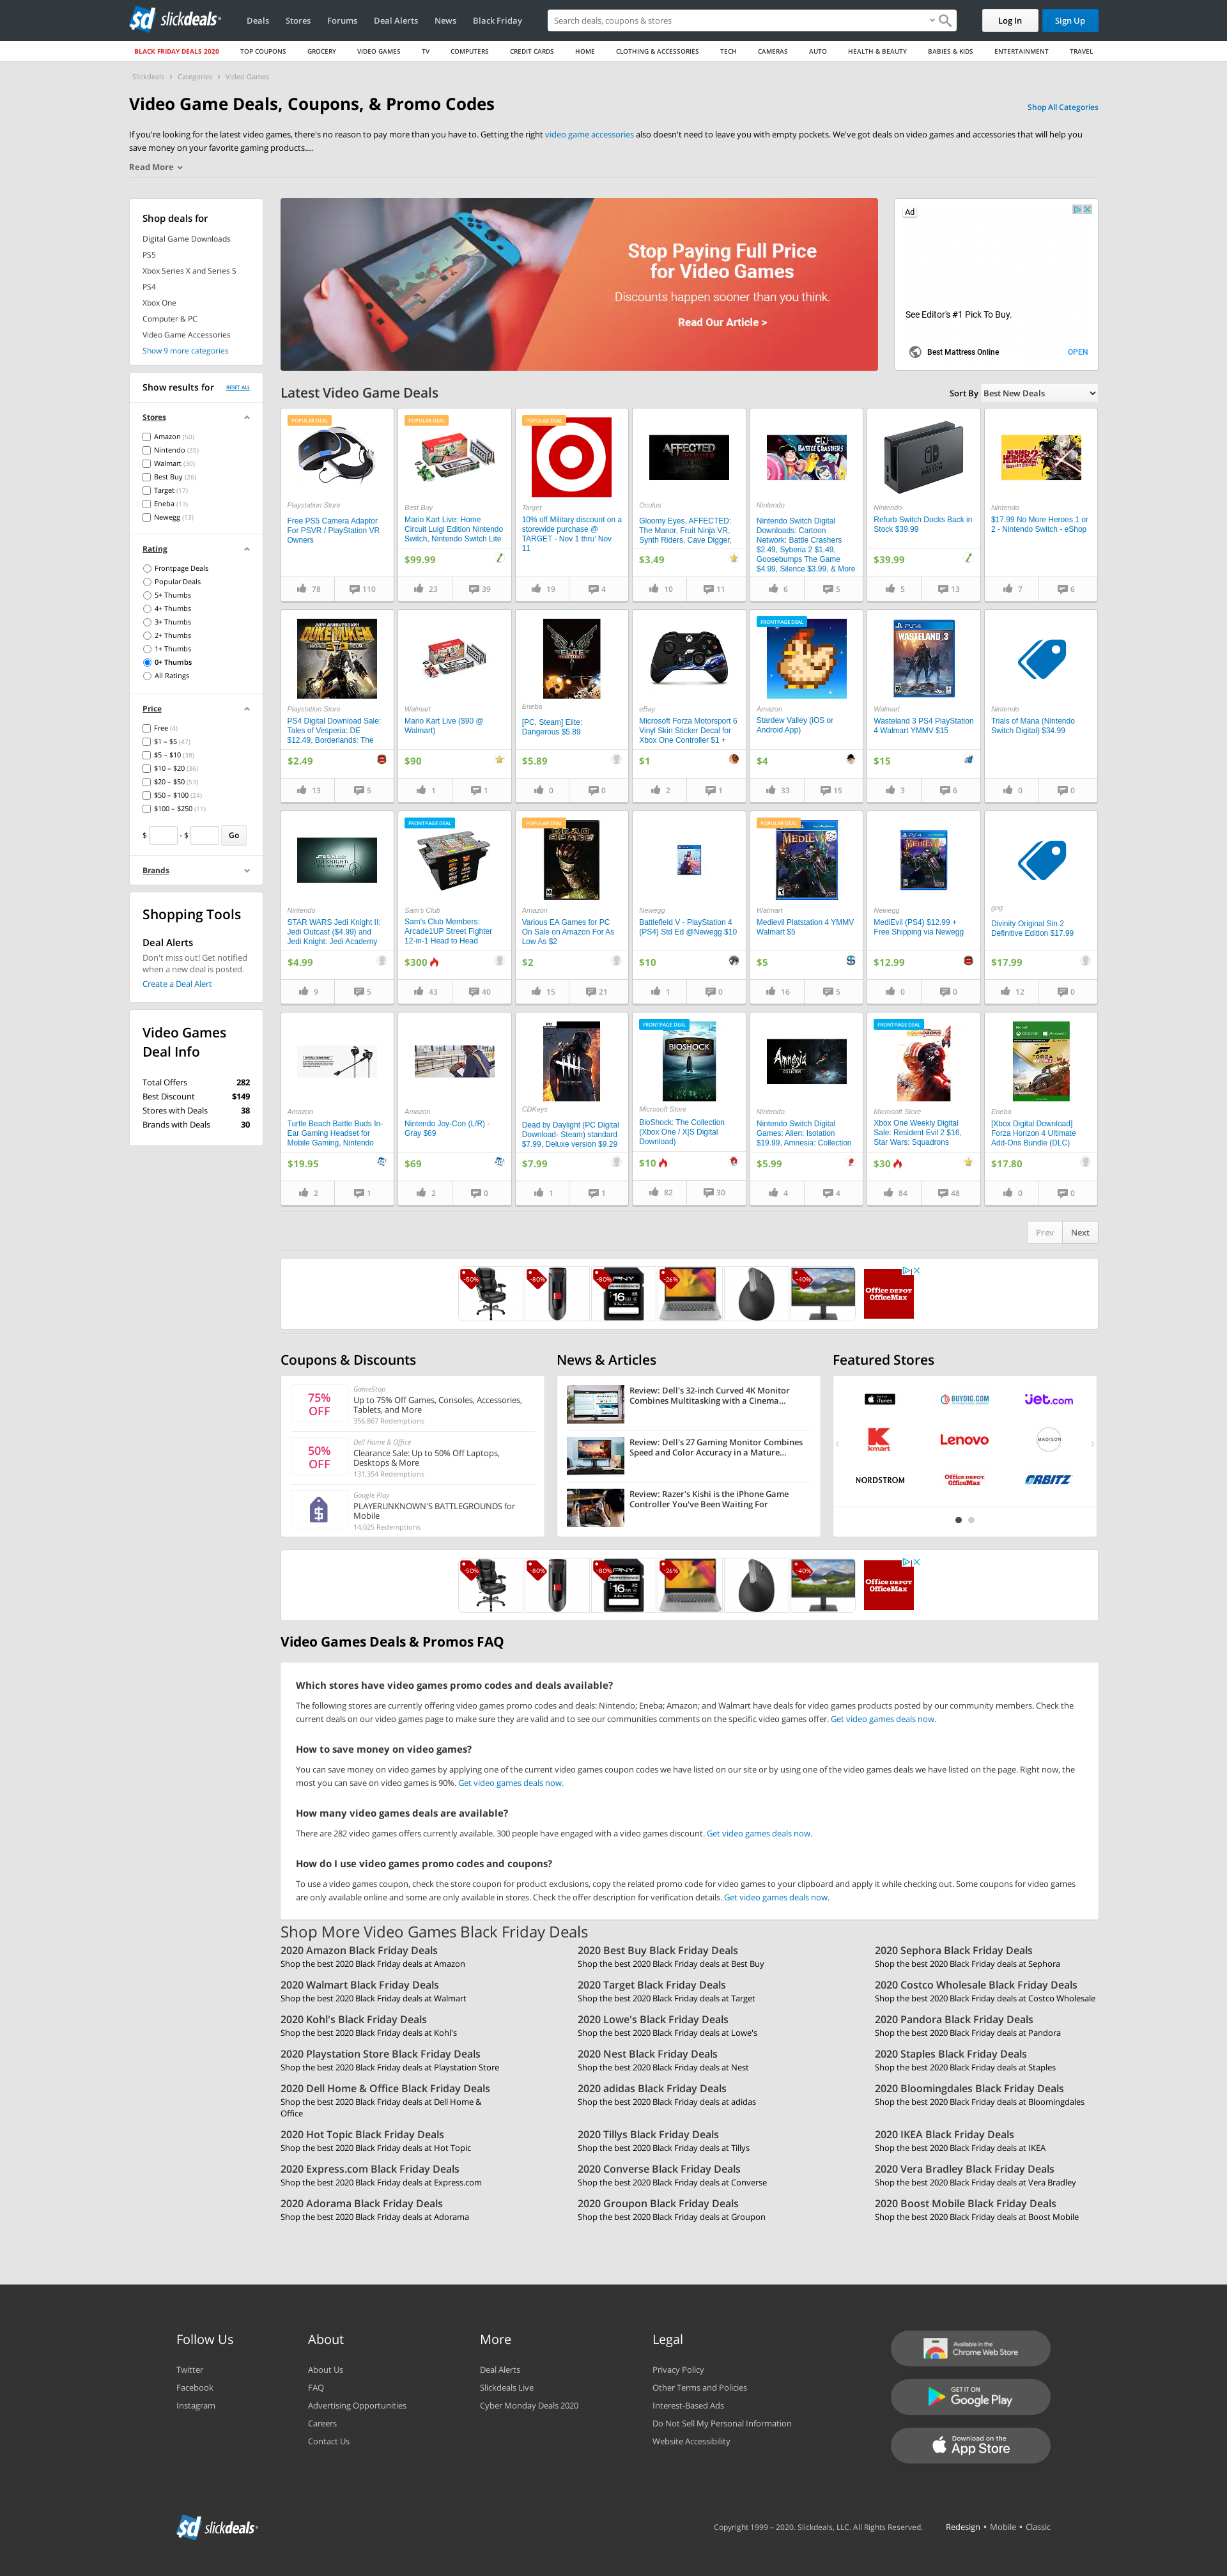 slickdeals
Deals
Stores
Forums
Deal Alerts
News
Black Friday
Search deals, coupons & stores
Log In
Sign Up
BLACK FRIDAY DEALS 2020
TOP COUPONS
GROCERY
VIDEO GAMES
TV
COMPUTERS
CREDIT CARDS
HOME
CLOTHING & ACCESSORIES
TECH
CAMERAS
AUTO
HEALTH & BEAUTY
BABIES & KIDS
ENTERTAINMENT
TRAVEL
Slickdeals › Categories › Video Games
Video Game Deals, Coupons, & Promo Codes
Shop All Categories
If you're looking for the latest video games, there's no reason to pay more than you have to. Getting the right video game accessories also doesn't need to leave you with empty pockets. We've got deals on video games and accessories that will help you
save money on your favorite gaming products....
Read More
Shop deals for
Digital Game Downloads
PS5
Xbox Series X and Series S
PS4
Xbox One
Computer & PC
Video Game Accessories
Show 9 more categories
Show results for
RESET ALL
Stores
Amazon (50)
Nintendo (35)
Walmart (30)
Best Buy (26)
Target (17)
Eneba (13)
Newegg (13)
Rating
Frontpage Deals
Popular Deals
5+ Thumbs
4+ Thumbs
3+ Thumbs
2+ Thumbs
1+ Thumbs
0+ Thumbs
All Ratings
Price
Free (4)
$1 – $5 (47)
$5 – $10 (38)
$10 – $20 (36)
$20 – $50 (53)
$50 – $100 (24)
$100 – $250 (11)
$ - $ Go
Brands
Shopping Tools
Deal Alerts
Don't miss out! Get notified
when a new deal is posted.
Create a Deal Alert
Video Games
Deal Info
Total Offers 282
Best Discount $149
Stores with Deals 38
Brands with Deals 30
Stop Paying Full Price
for Video Games
Discounts happen sooner than you think.
Read Our Article >
Ad
See Editor's #1 Pick To Buy.
Best Mattress Online
OPEN
Latest Video Game Deals
Sort By Best New Deals
POPULAR DEAL
Playstation Store
Free PS5 Camera Adaptor
For PSVR / PlayStation VR
Owners
78 110
POPULAR DEAL
Best Buy
Mario Kart Live: Home
Circuit Luigi Edition Nintendo
Switch, Nintendo Switch Lite
$99.99
23 39
POPULAR DEAL
Target
10% off Military discount on a
storewide purchase @
TARGET - Nov 1 thru' Nov
11
19 4
AFFECTED
Oculus
Gloomy Eyes, AFFECTED:
The Manor, Fruit Ninja VR,
Synth Riders, Cave Digger,
$3.49
10 11
CN
BATTLE CRASHERS
Nintendo
Nintendo Switch Digital
Downloads: Cartoon
Network: Battle Crashers
$2.49, Syberia 2 $1.49,
Goosebumps The Game
$4.99, Silence $3.99, & More
6 5
Nintendo
Refurb Switch Docks Back in
Stock $39.99
$39.99
5 13
Nintendo
$17.99 No More Heroes 1 or
2 - Nintendo Switch - eShop
7 6
DUKE NUKEM
Playstation Store
PS4 Digital Download Sale:
Tales of Vesperia: DE
$12.49, Borderlands: The
$2.49
13 5
Walmart
Mario Kart Live ($90 @
Walmart)
$90
1 1
ELITE
Eneba
[PC, Steam] Elite:
Dangerous $5.89
$5.89
0 0
eBay
Microsoft Forza Motorsport 6
Vinyl Skin Sticker Decal for
Xbox One Controller $1 +
$1
2 1
FRONTPAGE DEAL
Amazon
Stardew Valley (iOS or
Android App)
$4
33 15
PS4
WASTELAND 3
Walmart
Wasteland 3 PS4 PlayStation
4 Walmart YMMV $15
$15
3 6
Nintendo
Trials of Mana (Nintendo
Switch Digital) $34.99
0 0
Nintendo
STAR WARS Jedi Knight II:
Jedi Outcast ($4.99) and
Jedi Knight: Jedi Academy
$4.99
9 5
FRONTPAGE DEAL
Sam's Club
Sam's Club Members:
Arcade1UP Street Fighter
12-in-1 Head to Head
$300
43 40
POPULAR DEAL
DEAD SPACE
Amazon
Various EA Games for PC
On Sale on Amazon For As
Low As $2
$2
15 21
Newegg
Battlefield V - PlayStation 4
(PS4) Std Ed @Newegg $10
$10
1 0
POPULAR DEAL
MEDIEVIL
Walmart
Medievil Platstation 4 YMMV
Walmart $5
$5
16 5
MEDIEVIL
Newegg
MediEvil (PS4) $12.99 +
Free Shipping via Newegg
$12.99
0 0
gog
Divinity Original Sin 2
Definitive Edition $17.99
$17.99
12 0
Amazon
Turtle Beach Battle Buds In-
Ear Gaming Headset for
Mobile Gaming, Nintendo
$19.95
2 1
Amazon
Nintendo Joy-Con (L/R) -
Gray $69
$69
2 0
CDKeys
Dead by Daylight (PC Digital
Download- Steam) standard
$7.99, Deluxe version $9.29
$7.99
1 1
FRONTPAGE DEAL
BIOSHOCK
Microsoft Store
BioShock: The Collection
(Xbox One / X|S Digital
Download)
$10
82 30
Amnesia
COLLECTION
Nintendo
Nintendo Switch Digital
Games: Alien: Isolation
$19.99, Amnesia: Collection
$5.99
4 4
FRONTPAGE DEAL
SQUADRONS
Microsoft Store
Xbox One Weekly Digital
Sale: Resident Evil 2 $16,
Star Wars: Squadrons
$30
84 48
FORZA
Eneba
[Xbox Digital Download]
Forza Horizon 4 Ultimate
Add-Ons Bundle (DLC)
$17.80
0 0
Prev
Next
-50%
-80%
-80%
PNY
16
-26%
-40%
Office DEPOT
OfficeMax
Coupons & Discounts
75%
OFF
GameStop
Up to 75% Off Games, Consoles, Accessories,
Tablets, and More
356,867 Redemptions
50%
OFF
Dell Home & Office
Clearance Sale: Up to 50% Off Laptops,
Desktops & More
131,354 Redemptions
Google Play
PLAYERUNKNOWN'S BATTLEGROUNDS for
Mobile
14,025 Redemptions
News & Articles
Review: Dell's 32-inch Curved 4K Monitor
Combines Multitasking with a Cinema...
Review: Dell's 27 Gaming Monitor Combines
Speed and Color Accuracy in a Mature...
Review: Razer's Kishi is the iPhone Game
Controller You've Been Waiting For
Featured Stores
iTunes
BUYDIG.COM
Jet.com
kmart
Lenovo
MADISON
NORDSTROM
Office DEPOT
OfficeMax
ORBITZ
-50%
-80%
-80%
PNY
16
-26%
-40%
Office DEPOT
OfficeMax
Video Games Deals & Promos FAQ
Which stores have video games promo codes and deals available?
The following stores are currently offering video games promo codes and deals: Nintendo; Eneba; Amazon; and Walmart have deals for video games products posted by our community members. Check the
current deals on our video games page to make sure they are valid and to see our communities comments on the specific video games offer. Get video games deals now.
How to save money on video games?
You can save money on video games by applying one of the current video games coupon codes we have listed on our site or by using one of the video games deals we have listed on the page. Right now, the
most you can save on video games is 90%. Get video games deals now.
How many video games deals are available?
There are 282 video games offers currently available. 300 people have engaged with a video games discount. Get video games deals now.
How do I use video games promo codes and coupons?
To use a video games coupon, check the store coupon for product exclusions, copy the related promo code for video games to your clipboard and apply it while checking out. Some coupons for video games
are only available online and some are only available in stores. Check the offer description for verification details. Get video games deals now.
Shop More Video Games Black Friday Deals
2020 Amazon Black Friday Deals
Shop the best 2020 Black Friday deals at Amazon
2020 Best Buy Black Friday Deals
Shop the best 2020 Black Friday deals at Best Buy
2020 Sephora Black Friday Deals
Shop the best 2020 Black Friday deals at Sephora
2020 Walmart Black Friday Deals
Shop the best 2020 Black Friday deals at Walmart
2020 Target Black Friday Deals
Shop the best 2020 Black Friday deals at Target
2020 Costco Wholesale Black Friday Deals
Shop the best 2020 Black Friday deals at Costco Wholesale
2020 Kohl's Black Friday Deals
Shop the best 2020 Black Friday deals at Kohl's
2020 Lowe's Black Friday Deals
Shop the best 2020 Black Friday deals at Lowe's
2020 Pandora Black Friday Deals
Shop the best 2020 Black Friday deals at Pandora
2020 Playstation Store Black Friday Deals
Shop the best 2020 Black Friday deals at Playstation Store
2020 Nest Black Friday Deals
Shop the best 2020 Black Friday deals at Nest
2020 Staples Black Friday Deals
Shop the best 2020 Black Friday deals at Staples
2020 Dell Home & Office Black Friday Deals
Shop the best 2020 Black Friday deals at Dell Home &
Office
2020 adidas Black Friday Deals
Shop the best 2020 Black Friday deals at adidas
2020 Bloomingdales Black Friday Deals
Shop the best 2020 Black Friday deals at Bloomingdales
2020 Hot Topic Black Friday Deals
Shop the best 2020 Black Friday deals at Hot Topic
2020 Tillys Black Friday Deals
Shop the best 2020 Black Friday deals at Tillys
2020 IKEA Black Friday Deals
Shop the best 2020 Black Friday deals at IKEA
2020 Express.com Black Friday Deals
Shop the best 2020 Black Friday deals at Express.com
2020 Converse Black Friday Deals
Shop the best 2020 Black Friday deals at Converse
2020 Vera Bradley Black Friday Deals
Shop the best 2020 Black Friday deals at Vera Bradley
2020 Adorama Black Friday Deals
Shop the best 2020 Black Friday deals at Adorama
2020 Groupon Black Friday Deals
Shop the best 2020 Black Friday deals at Groupon
2020 Boost Mobile Black Friday Deals
Shop the best 2020 Black Friday deals at Boost Mobile
Follow Us
Twitter
Facebook
Instagram
About
About Us
FAQ
Advertising Opportunities
Careers
Contact Us
More
Deal Alerts
Slickdeals Live
Cyber Monday Deals 2020
Legal
Privacy Policy
Other Terms and Policies
Interest-Based Ads
Do Not Sell My Personal Information
Website Accessibility
Available in the
Chrome Web Store
GET IT ON
Google Play
Download on the
App Store
slickdeals
Copyright 1999 – 2020. Slickdeals, LLC. All Rights Reserved.
Redesign • Mobile • Classic